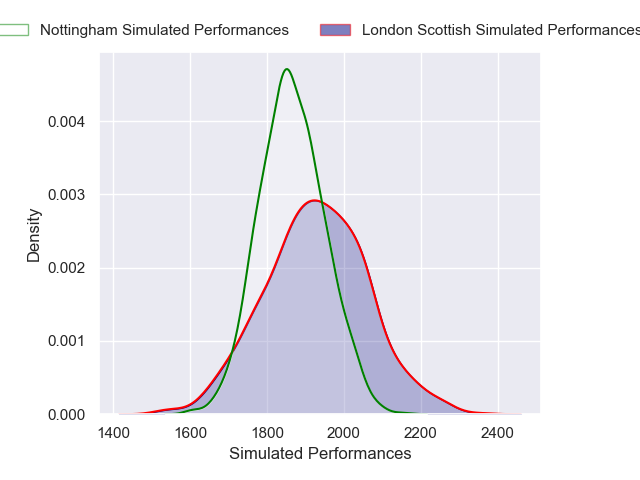 Nottingham Simulated Performances London Scottish Simulated Performances
0.004
0.003
0.002
0.001
0.000
Density
1400 1600 1800 2000 2200 2400
Simulated Performances